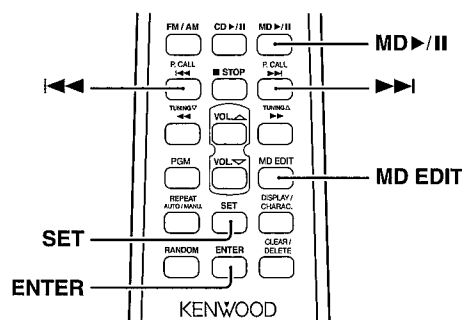 FM / AM CD ►/II MD ►/II
MD ►/II
P. CALL P. CALL
I◄◄ I◄◄ ■ STOP ►►I ►►I
TUNING ▽ TUNING △
◄◄ VOL. △ ►►
PGM VOL. ▽ MD EDIT
MD EDIT
REPEAT DISPLAY /
AUTO / MANU. SET CHARAC.
SET
RANDOM ENTER CLEAR /
DELETE
ENTER
KENWOOD